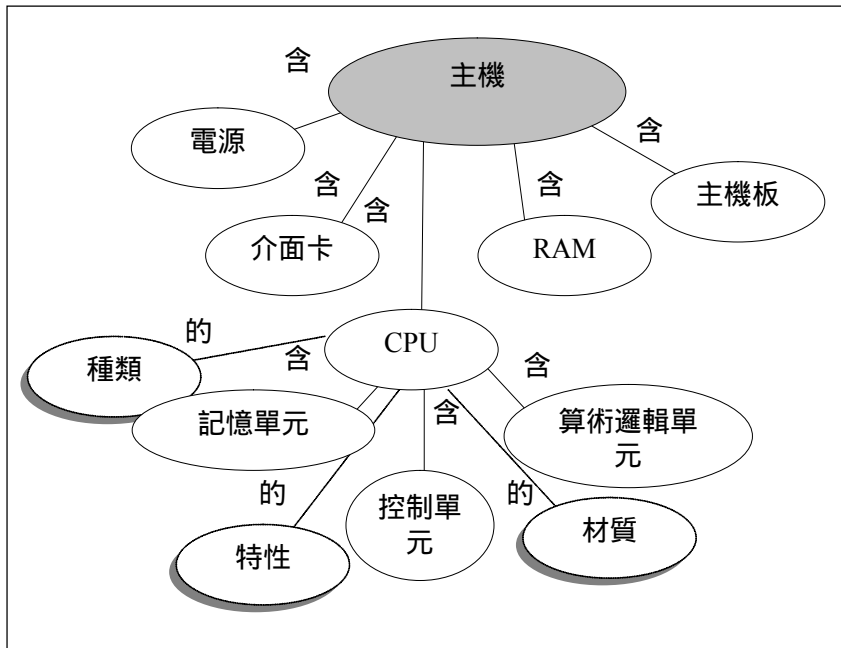 主機
含
電源
含
主機板
含
含
含
介面卡
RAM
的
種類
含
CPU
含
記憶單元
含
算術邏輯單
元
的
特性
控制單
元
的
材質